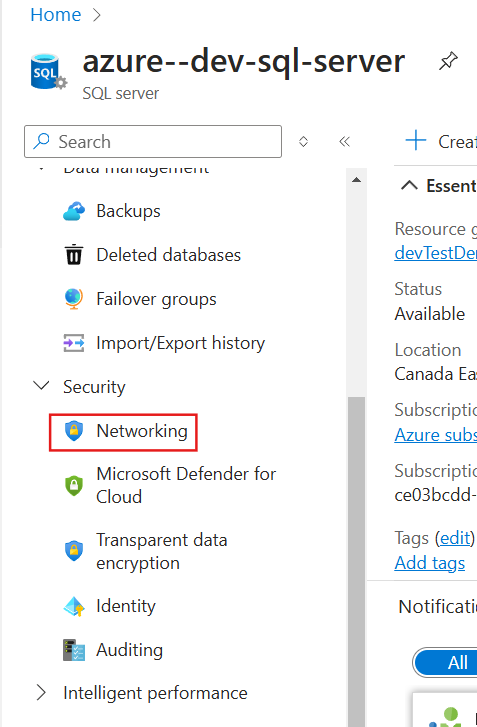 Home
azure--dev-sql-server
SQL
SQL server
Search
Data management
Backups
Deleted databases
Failover groups
Import/Export history
Security
Networking
Microsoft Defender for
Cloud
Transparent data
encryption
Identity
Auditing
Intelligent performance
Creat
Essent
Resource g
devTestDe
Status
Available
Location
Canada Eas
Subscriptio
Azure subs
Subscriptio
ce03bcdd-
Tags (edit)
Add tags
Notificati
All